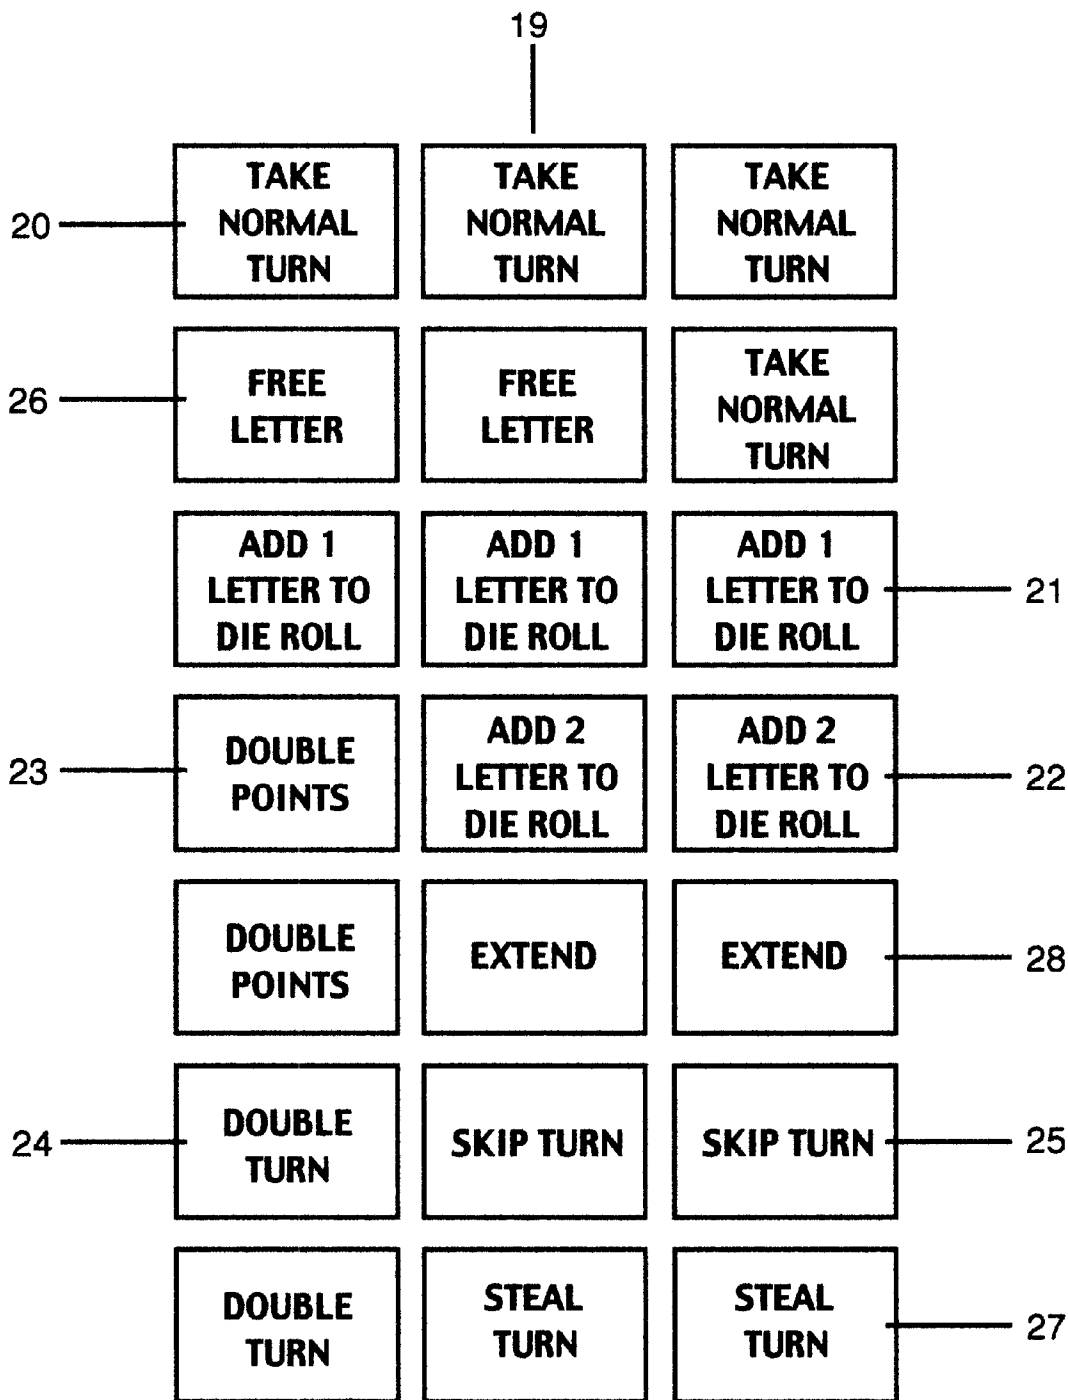 19
TAKE
NORMAL
TURN
TAKE
NORMAL
TURN
TAKE
NORMAL
TURN
20
FREE
LETTER
FREE
LETTER
TAKE
NORMAL
TURN
26
ADD 1
LETTER TO
DIE ROLL
ADD 1
LETTER TO
DIE ROLL
ADD 1
LETTER TO
DIE ROLL
21
DOUBLE
POINTS
ADD 2
LETTER TO
DIE ROLL
ADD 2
LETTER TO
DIE ROLL
23
22
DOUBLE
POINTS
EXTEND
EXTEND
28
DOUBLE
TURN
SKIP TURN
SKIP TURN
24
25
DOUBLE
TURN
STEAL
TURN
STEAL
TURN
27